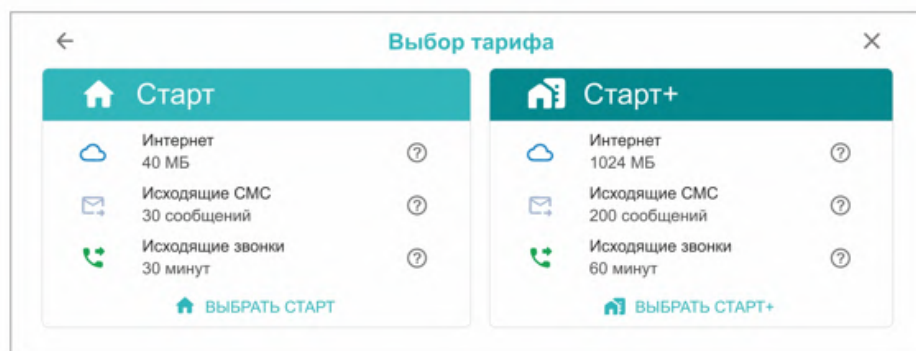 Выбор тарифа
Старт
Интернет
40 МБ
Исходящие СМС
30 сообщений
Исходящие звонки
30 минут
ВЫБРАТЬ СТАРТ
Старт+
Интернет
1024 МБ
Исходящие СМС
200 сообщений
Исходящие звонки
60 минут
ВЫБРАТЬ СТАРТ+